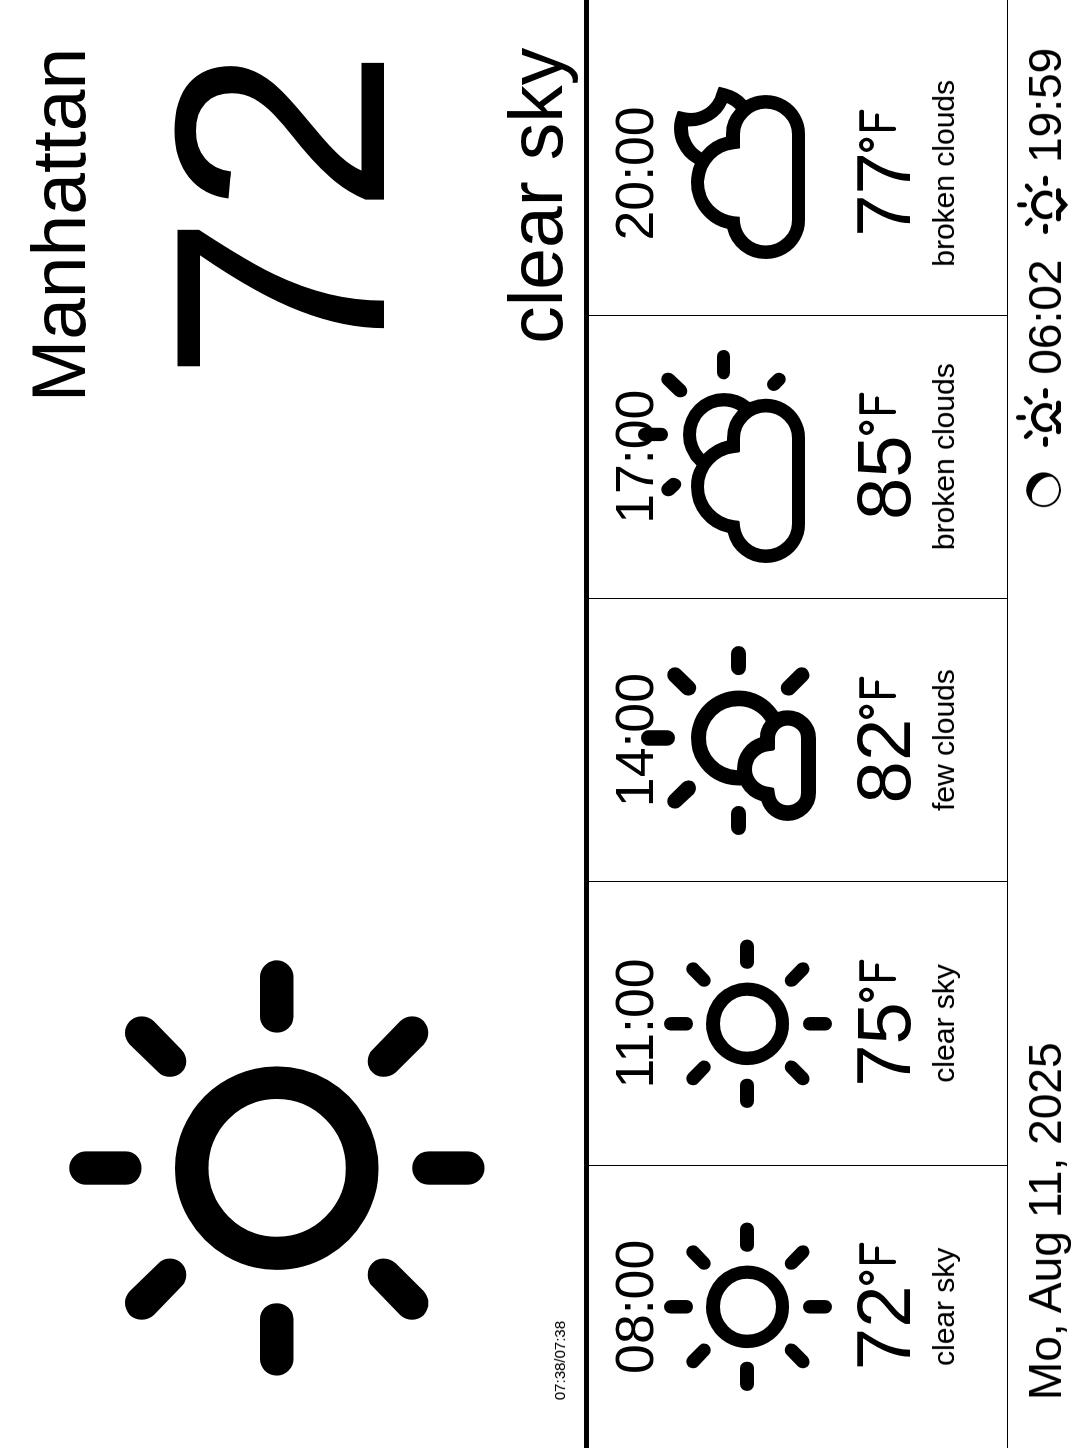 Manhattan
72
clear sky
07:38/07:38
08:00
72°F
clear sky
11:00
75°F
clear sky
14:00
82°F
few clouds
17:00
85°F
broken clouds
20:00
77°F
broken clouds
Mo, Aug 11, 2025
06:02
19:59